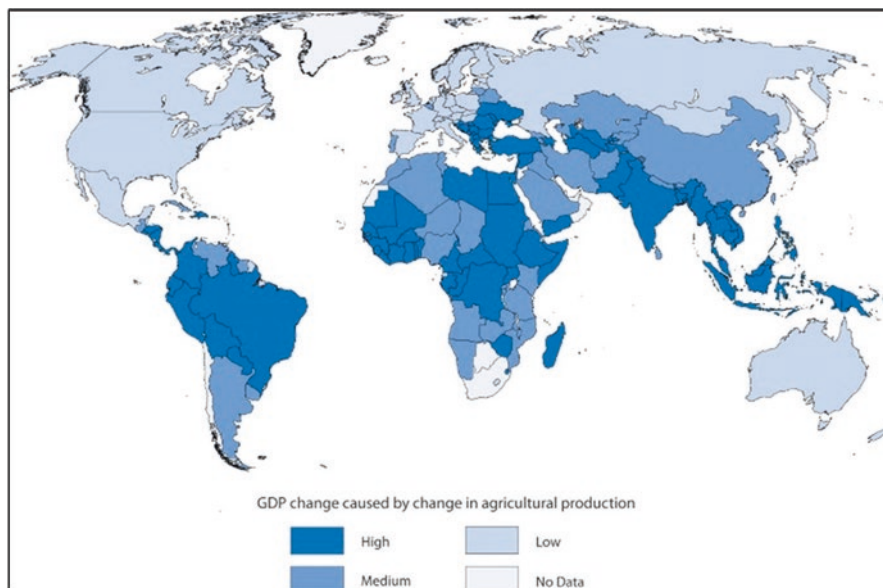 GDP change caused by change in agricultural production
High
Low
Medium
No Data